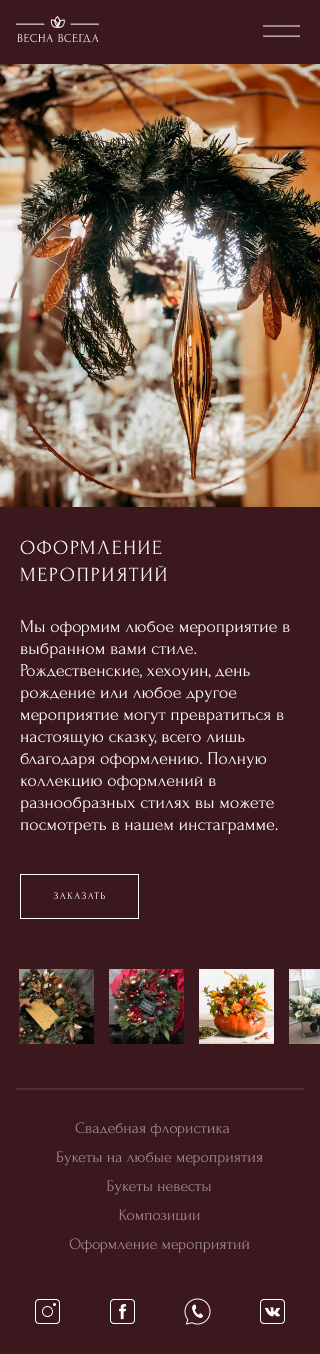 ВЕСНА ВСЕГДА
ОФОРМЛЕНИЕ
МЕРОПРИЯТИЙ
Мы оформим любое мероприятие в
выбранном вами стиле.
Рождественские, хехоуин, день
рождение или любое другое
мероприятие могут превратиться в
настоящую сказку, всего лишь
благодаря оформлению. Полную
коллекцию оформлений в
разнообразных стилях вы можете
посмотреть в нашем инстаграмме.
ЗАКАЗАТЬ
Свадебная флористика
Букеты на любые мероприятия
Букеты невесты
Композиции
Оформление мероприятий